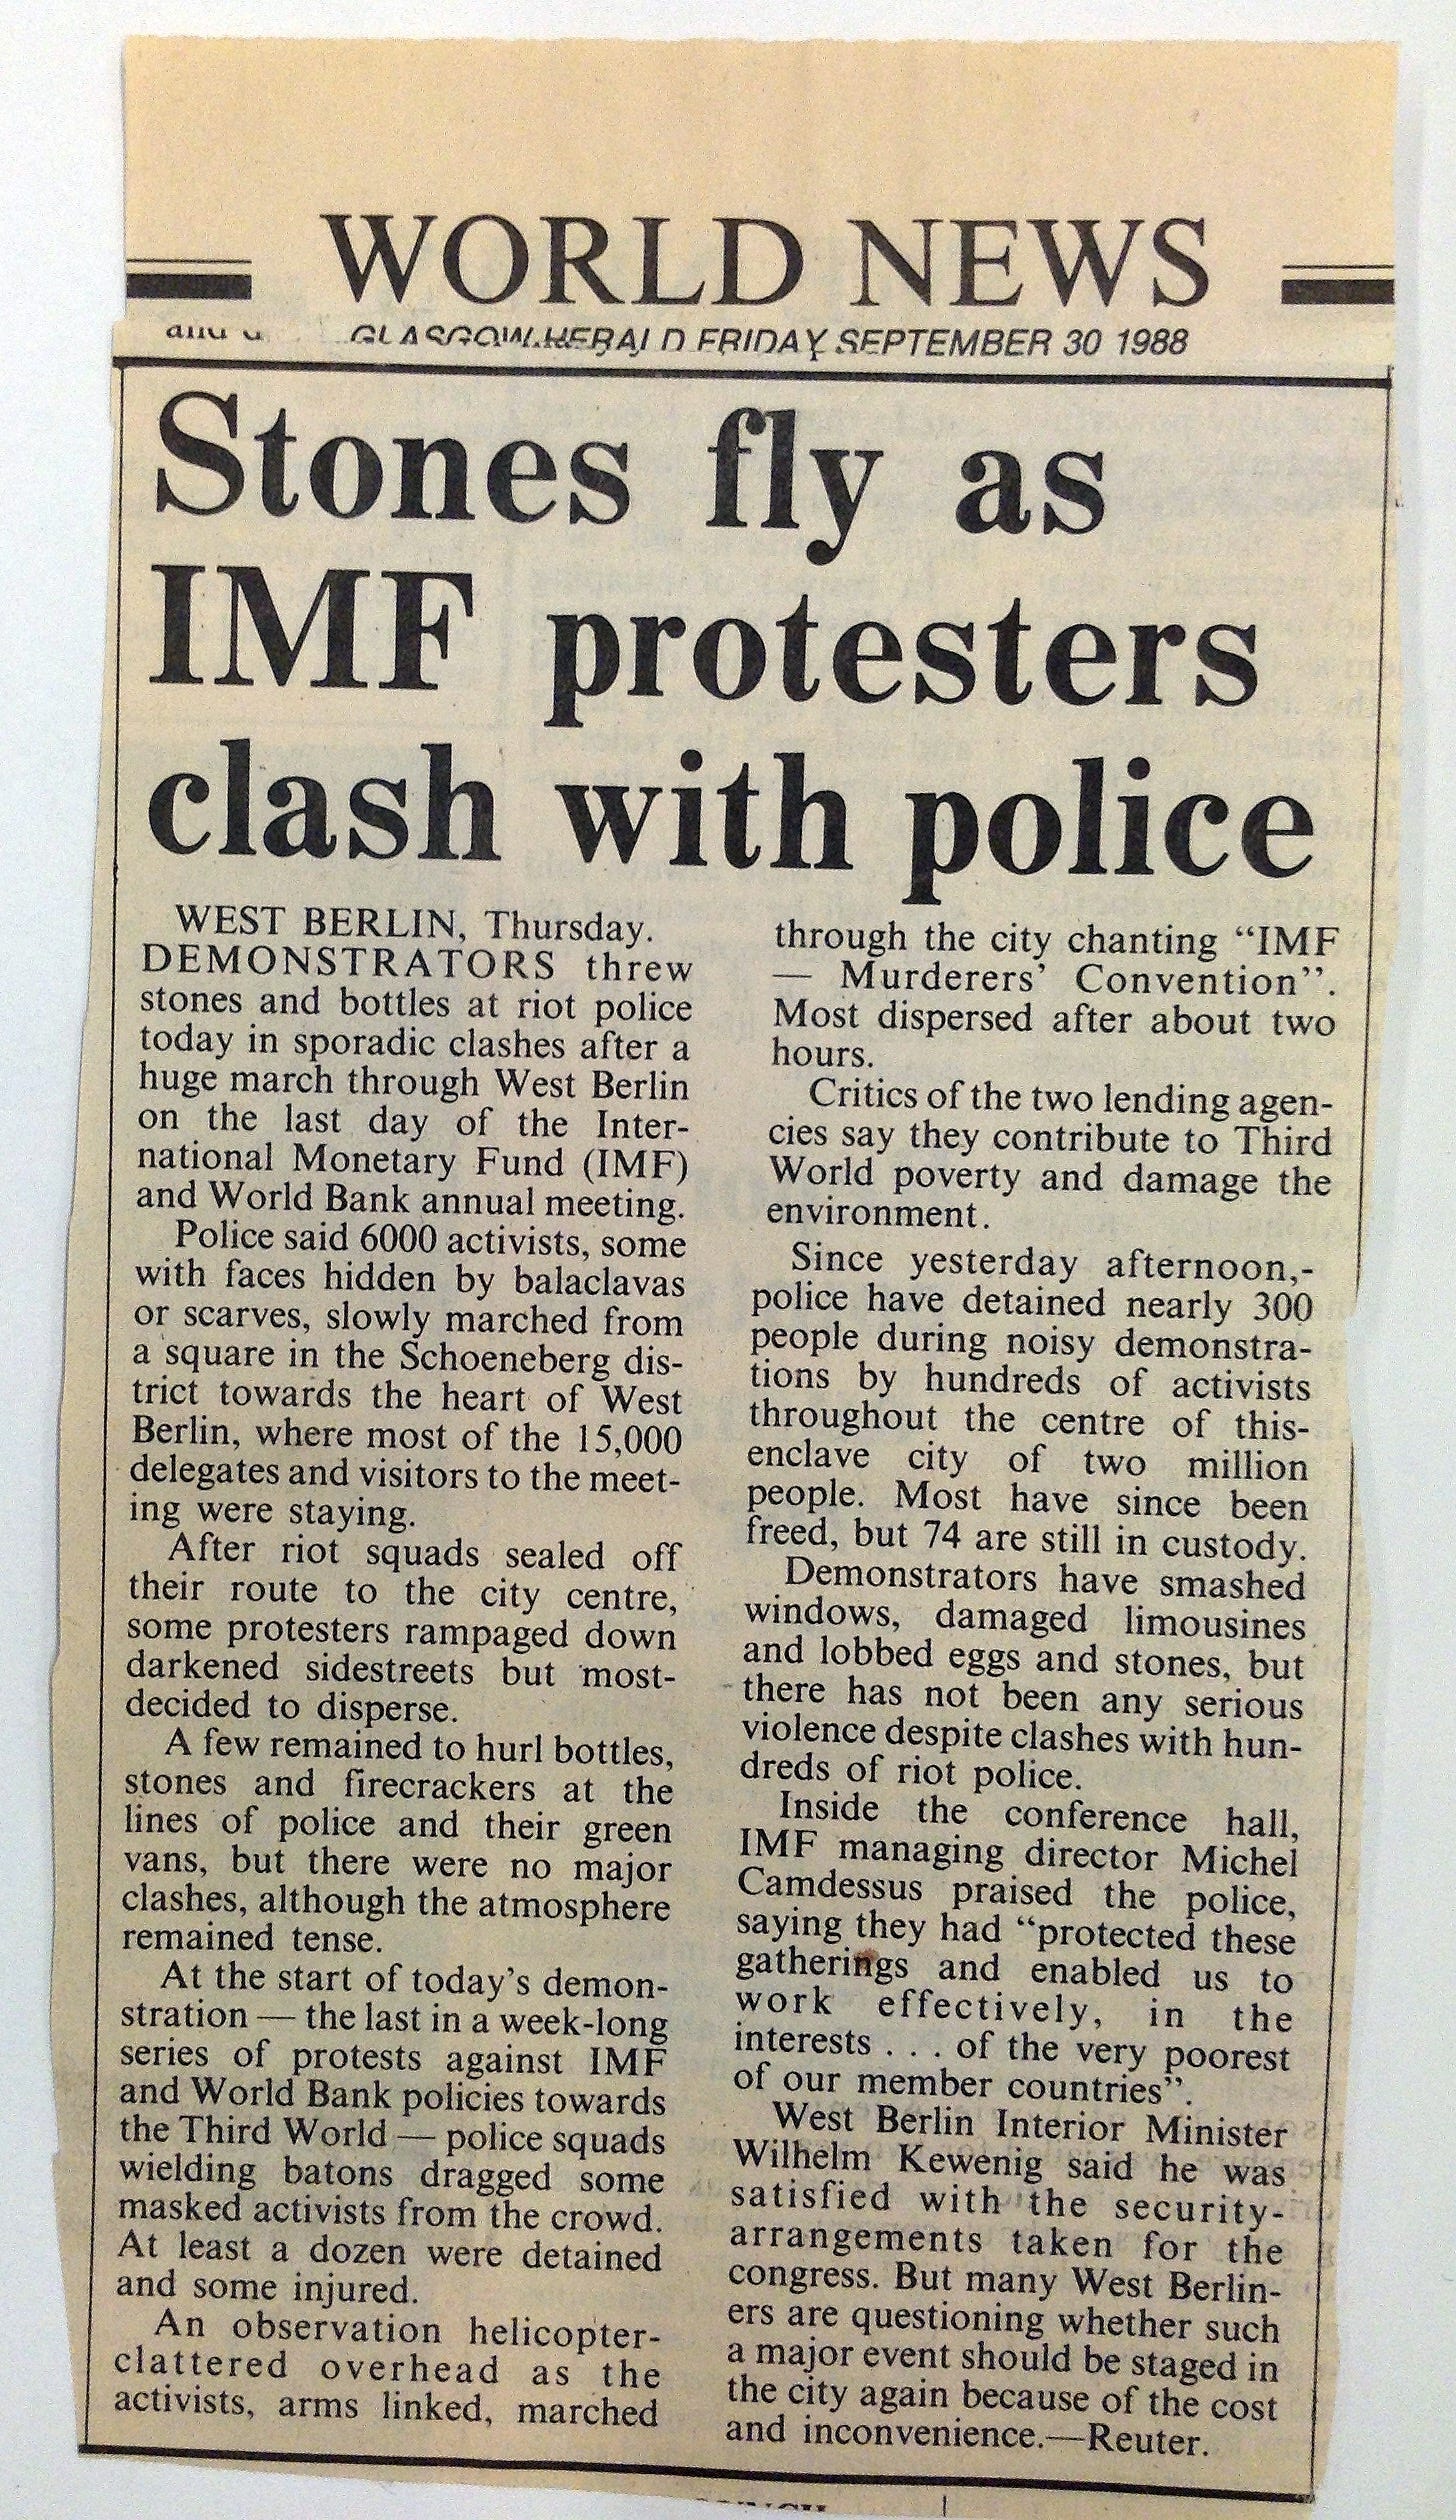 WORLD NEWS
GLASGOW HERALD FRIDAY SEPTEMBER 30 1988
Stones fly as
IMF protesters
clash with police
WEST BERLIN, Thursday.
DEMONSTRATORS threw
stones and bottles at riot police
today in sporadic clashes after a
huge march through West Berlin
on the last day of the Inter-
national Monetary Fund (IMF)
and World Bank annual meeting.
Police said 6000 activists, some
with faces hidden by balaclavas
or scarves, slowly marched from
a square in the Schoeneberg dis-
trict towards the heart of West
Berlin, where most of the 15,000
delegates and visitors to the meet-
ing were staying.
After riot squads sealed off
their route to the city centre,
some protesters rampaged down
darkened sidestreets but most-
decided to disperse.
A few remained to hurl bottles,
stones and firecrackers at the
lines of police and their green
vans, but there were no major
clashes, although the atmosphere
remained tense.
At the start of today's demon-
stration — the last in a week-long
series of protests against IMF
and World Bank policies towards
the Third World — police squads
wielding batons dragged some
masked activists from the crowd.
At least a dozen were detained
and some injured.
An observation helicopter-
clattered overhead as the
activists, arms linked, marched
through the city chanting “IMF
— Murderers’ Convention”.
Most dispersed after about two
hours.
Critics of the two lending agen-
cies say they contribute to Third
World poverty and damage the
environment.
Since yesterday afternoon,-
police have detained nearly 300
people during noisy demonstra-
tions by hundreds of activists
throughout the centre of this-
enclave city of two million
people. Most have since been
freed, but 74 are still in custody.
Demonstrators have smashed
windows, damaged limousines
and lobbed eggs and stones, but
there has not been any serious
violence despite clashes with hun-
dreds of riot police.
Inside the conference hall,
IMF managing director Michel
Camdessus praised the police,
saying they had “protected these
gatherings and enabled us to
work effectively, in the
interests . . . of the very poorest
of our member countries”.
West Berlin Interior Minister
Wilhelm Kewenig said he was
satisfied with the security-
arrangements taken for the
congress. But many West Berlin-
ers are questioning whether such
a major event should be staged in
the city again because of the cost
and inconvenience.—Reuter.